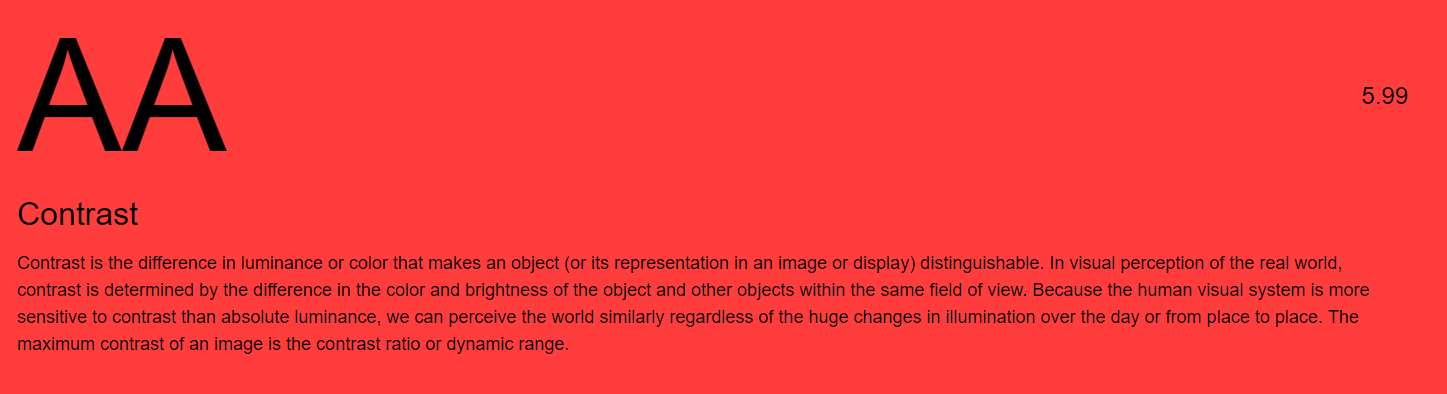 AA
5.99
Contrast
Contrast is the difference in luminance or color that makes an object (or its representation in an image or display) distinguishable. In visual perception of the real world,
contrast is determined by the difference in the color and brightness of the object and other objects within the same field of view. Because the human visual system is more
sensitive to contrast than absolute luminance, we can perceive the world similarly regardless of the huge changes in illumination over the day or from place to place. The
maximum contrast of an image is the contrast ratio or dynamic range.